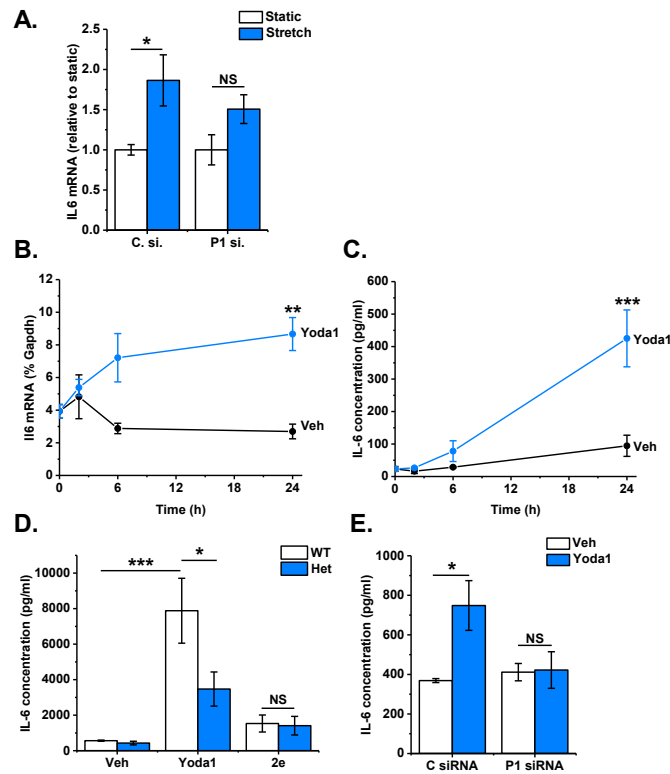 A.
Static
Stretch
IL6 mRNA (relative to static)
2.5
2.0
1.5
1.0
0.5
0.0
*
NS
C. si.
P1 si.
B.
Il6 mRNA (% Gapdh)
12
10
8
6
4
2
0
**
Yoda1
Veh
0
6
12
18
24
Time (h)
C.
IL-6 concentration (pg/ml)
600
500
400
300
200
100
0
***
Yoda1
Veh
0
6
12
18
24
Time (h)
D.
WT
Het
IL-6 concentration (pg/ml)
10000
8000
6000
4000
2000
0
***
*
NS
Veh
Yoda1
2e
E.
Veh
Yoda1
IL-6 concentration (pg/ml)
1000
800
600
400
200
0
*
NS
C siRNA
P1 siRNA